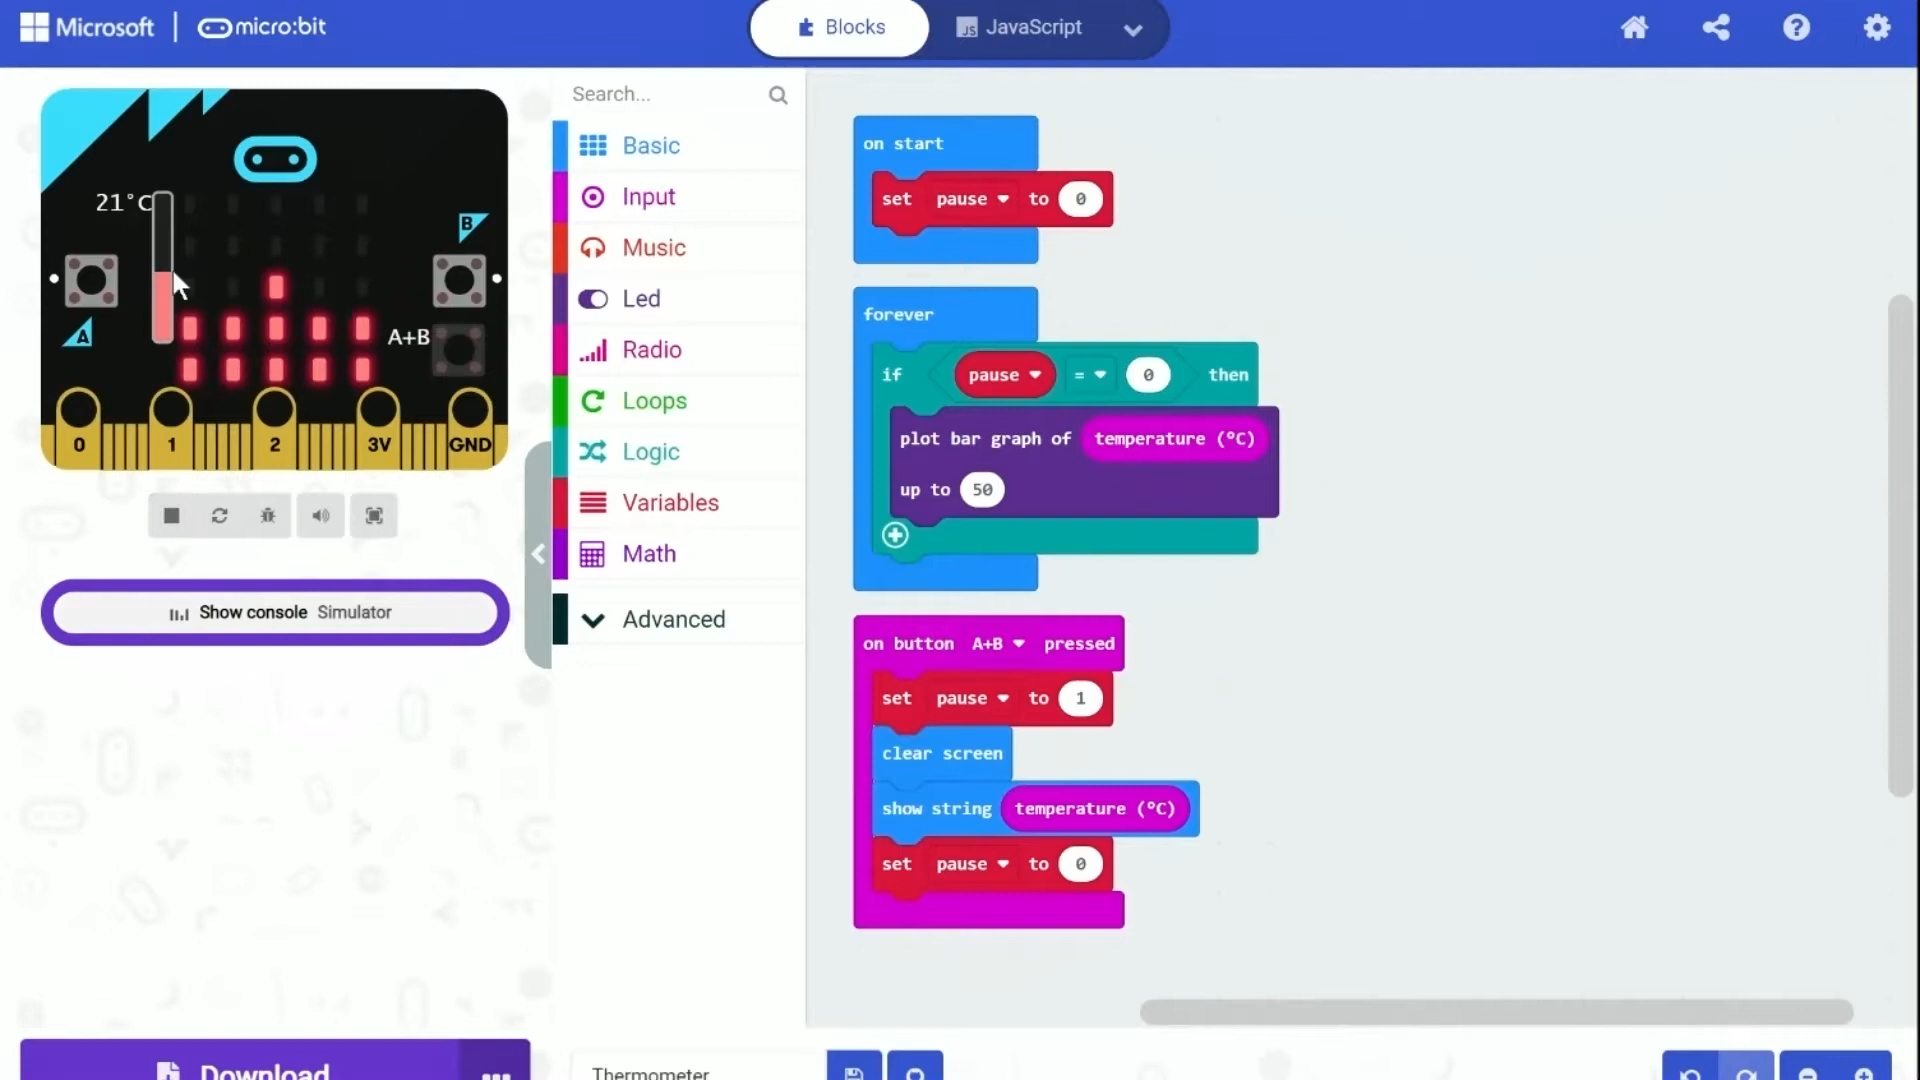 Microsoft | micro:bit
Blocks
JS JavaScript
21°C
B
A
A+B
0 1 2 3V GND
Show console Simulator
Download
Search...
Basic
Input
Music
Led
Radio
Loops
Logic
Variables
Math
Advanced
on start
set pause to 0
forever
if pause = 0 then
plot bar graph of temperature (°C)
up to 50
on button A+B pressed
set pause to 1
clear screen
show string temperature (°C)
set pause to 0
Thermometer